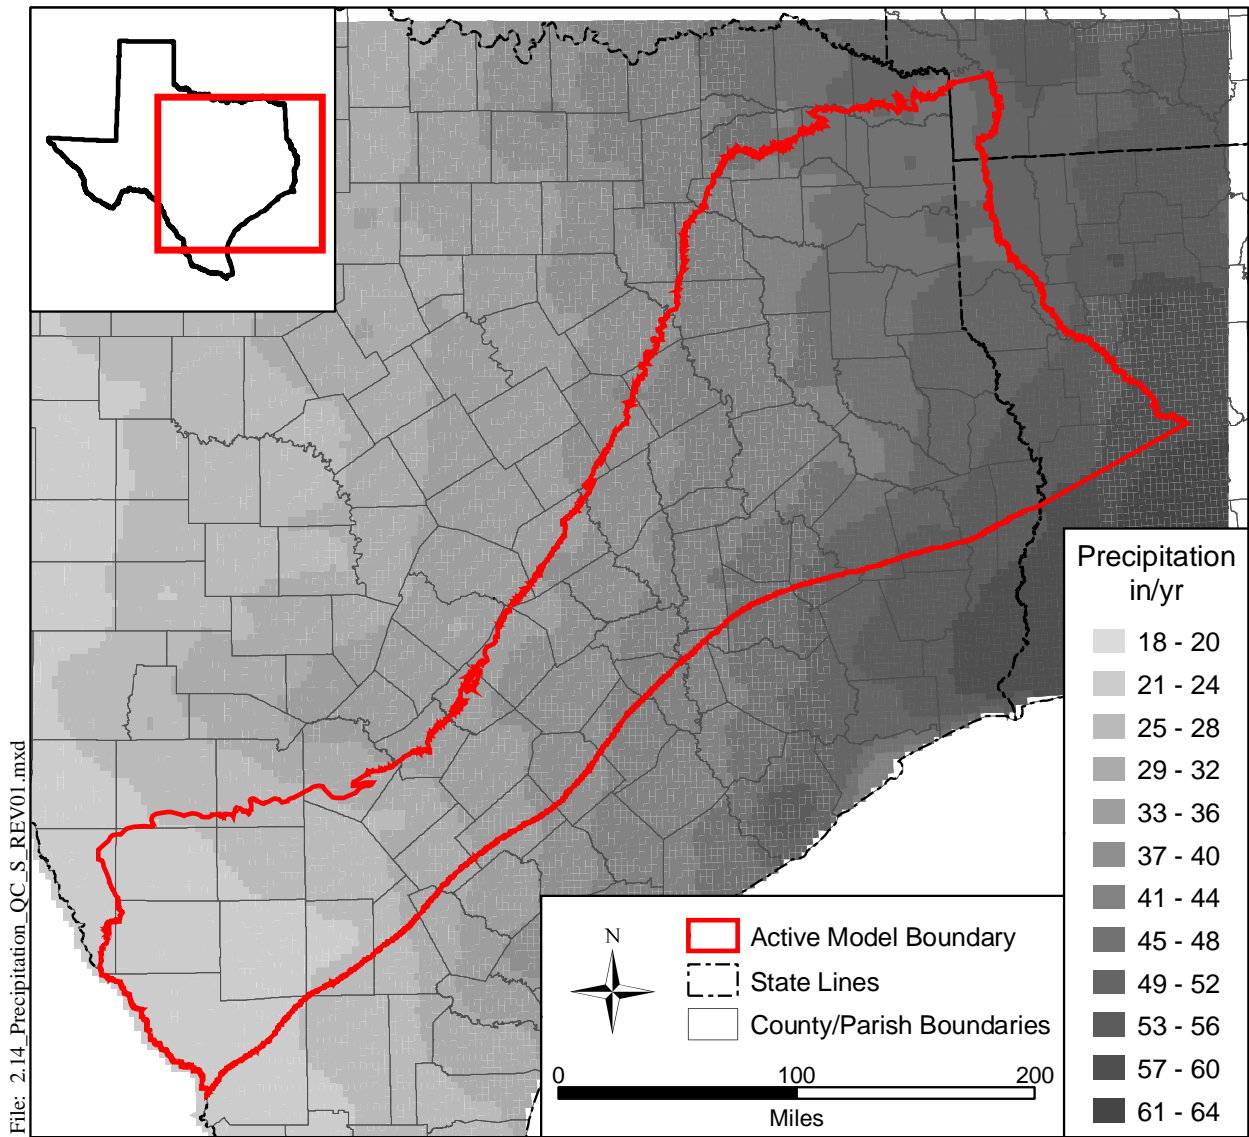 Precipitation
in/yr
18 - 20
21 - 24
25 - 28
29 - 32
33 - 36
37 - 40
41 - 44
45 - 48
49 - 52
53 - 56
57 - 60
61 - 64
N
Active Model Boundary
State Lines
County/Parish Boundaries
0 100 200
Miles
File: 2.14_Precipitation_QC_S_REV01.mxd